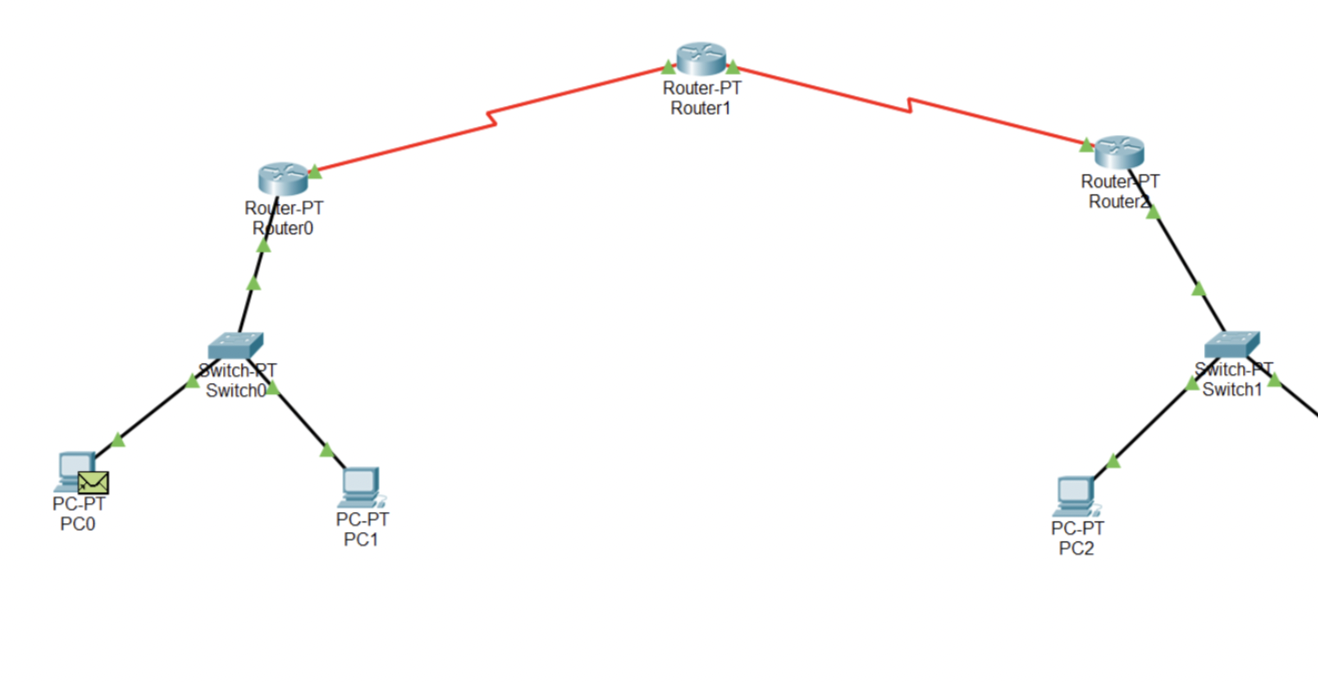 Router-PT
Router1
Router-PT
Router2
Router-PT
Router0
Switch-PT
Switch0
Switch-PT
Switch1
PC-PT
PC0
PC-PT
PC1
PC-PT
PC2